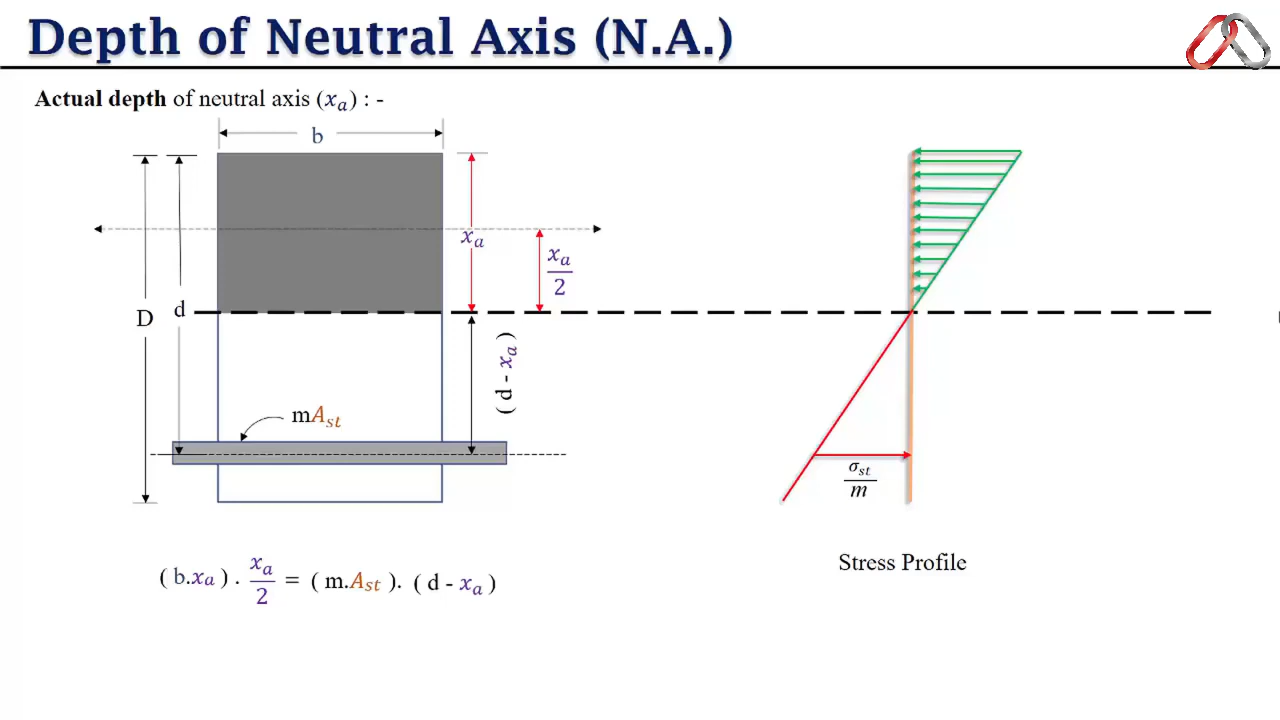 Depth of Neutral Axis (N.A.)
Actual depth of neutral axis (xₐ) : -
b
xₐ
xₐ/2
D
d
( d - xₐ )
mAₛₜ
σₛₜ/m
Stress Profile
( b.xₐ ) . xₐ/2 = ( m.Aₛₜ ). ( d - xₐ )